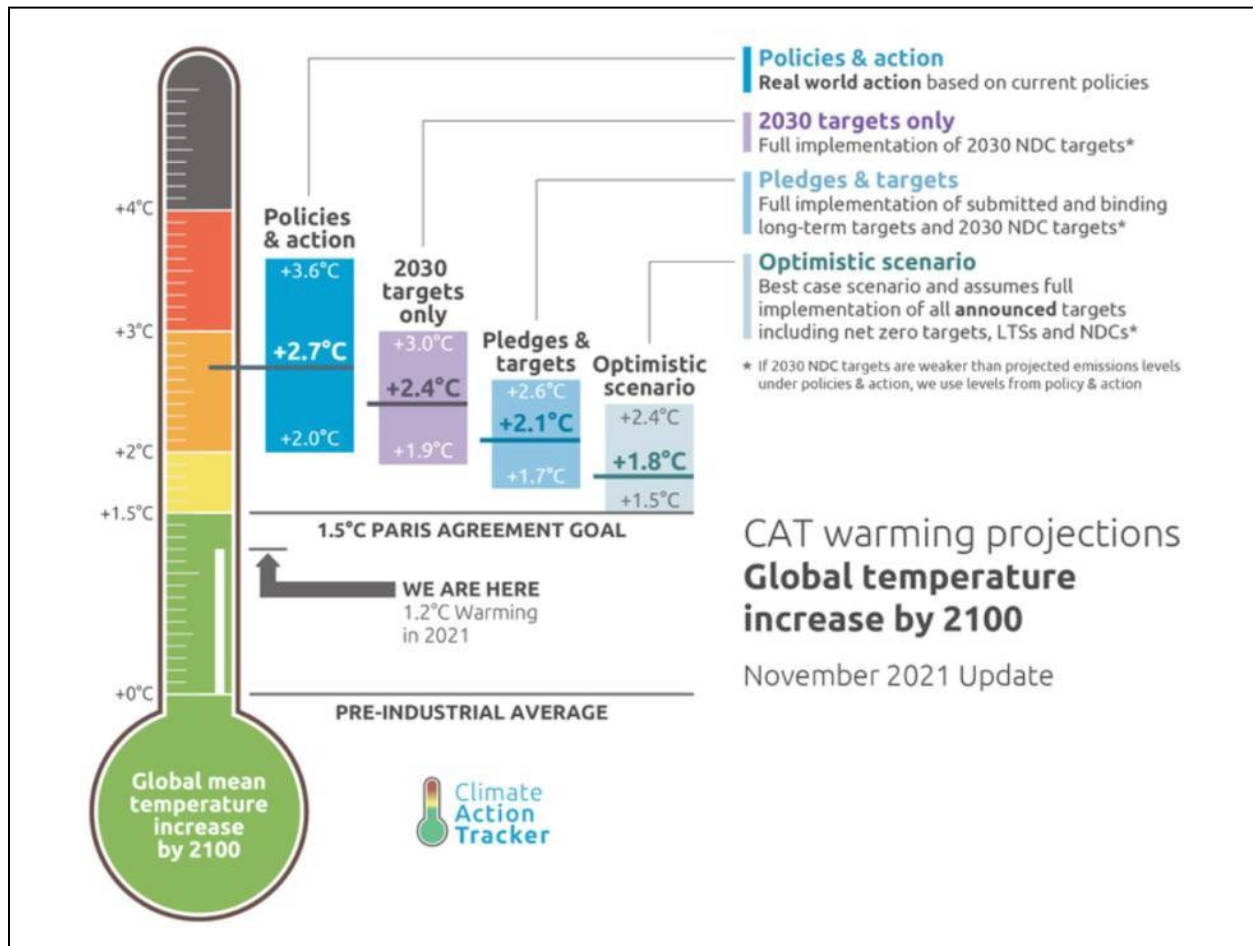 Policies & action
Real world action based on current policies
2030 targets only
Full implementation of 2030 NDC targets*
Pledges & targets
Full implementation of submitted and binding
long-term targets and 2030 NDC targets*
Optimistic scenario
Best case scenario and assumes full
implementation of all announced targets
including net zero targets, LTSs and NDCs*
* If 2030 NDC targets are weaker than projected emissions levels
under policies & action, we use levels from policy & action
+4°C
+3°C
+2°C
+1.5°C
+0°C
Policies
& action
+3.6°C
+2.7°C
+2.0°C
2030
targets
only
+3.0°C
+2.4°C
+1.9°C
Pledges &
targets
+2.6°C
+2.1°C
+1.7°C
Optimistic
scenario
+2.4°C
+1.8°C
+1.5°C
1.5°C PARIS AGREEMENT GOAL
WE ARE HERE
1.2°C Warming
in 2021
PRE-INDUSTRIAL AVERAGE
CAT warming projections
Global temperature
increase by 2100
November 2021 Update
Global mean
temperature
increase
by 2100
Climate
Action
Tracker